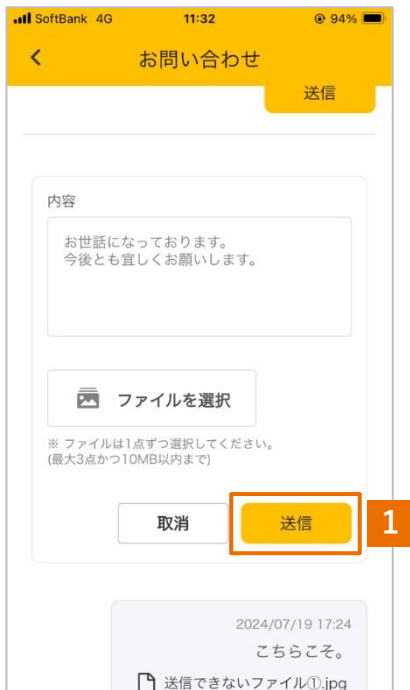 SoftBank 4G 11:32 94%
お問い合わせ
送信
内容
お世話になっております。
今後とも宜しくお願いします。
ファイルを選択
※ ファイルは1点ずつ選択してください。
(最大3点かつ10MB以内まで)
取消 送信 1
2024/07/19 17:24
こちらこそ。
送信できないファイル①.jpg